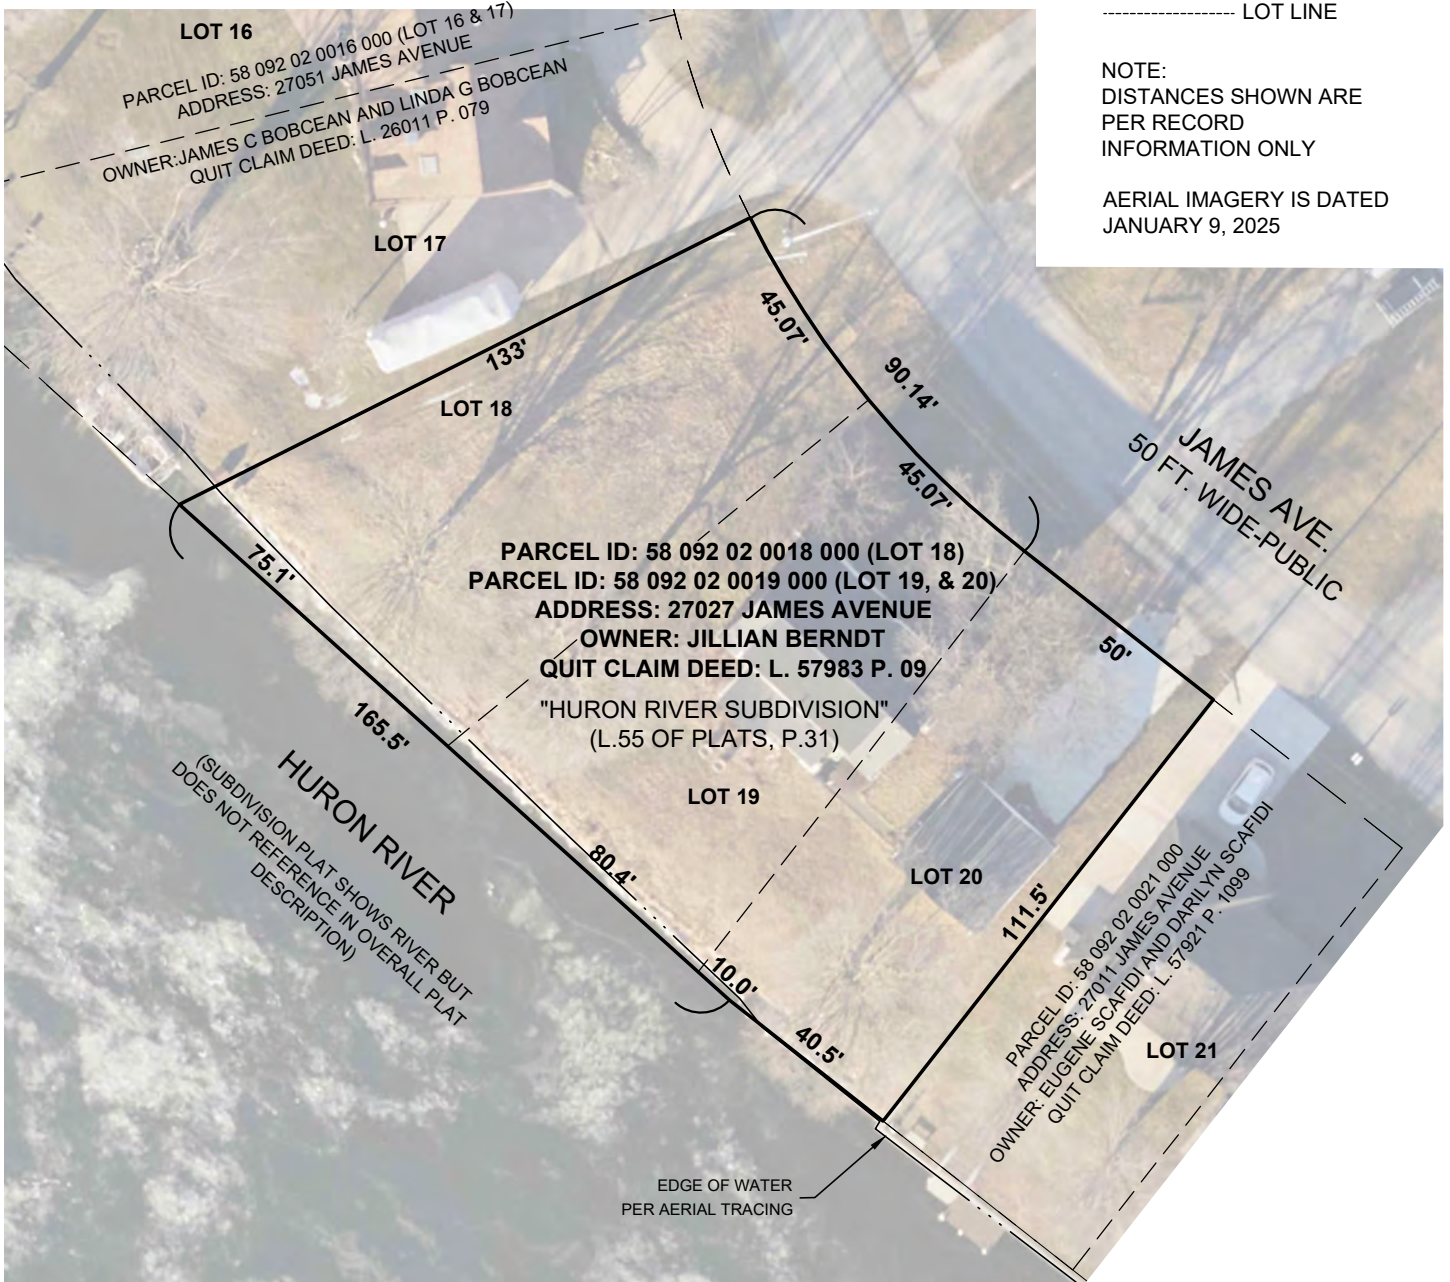 ------------------- LOT LINE
NOTE:
DISTANCES SHOWN ARE
PER RECORD
INFORMATION ONLY
AERIAL IMAGERY IS DATED
JANUARY 9, 2025
LOT 16
PARCEL ID: 58 092 02 0016 000 (LOT 16 & 17)
ADDRESS: 27051 JAMES AVENUE
OWNER:JAMES C BOBCEAN AND LINDA G BOBCEAN
QUIT CLAIM DEED: L. 26011 P. 079
LOT 17
133'
LOT 18
45.07'
90.14'
45.07'
JAMES AVE.
50 FT. WIDE-PUBLIC
PARCEL ID: 58 092 02 0018 000 (LOT 18)
PARCEL ID: 58 092 02 0019 000 (LOT 19, & 20)
ADDRESS: 27027 JAMES AVENUE
OWNER: JILLIAN BERNDT
QUIT CLAIM DEED: L. 57983 P. 09
"HURON RIVER SUBDIVISION"
(L.55 OF PLATS, P.31)
75.1'
50'
165.5'
HURON RIVER
(SUBDIVISION PLAT SHOWS RIVER BUT
DOES NOT REFERENCE IN OVERALL PLAT
DESCRIPTION)
LOT 19
80.4'
LOT 20
111.5'
10.0'
40.5'
PARCEL ID: 58 092 02 0021 000
ADDRESS: 27011 JAMES AVENUE
OWNER: EUGENE SCAFIDI AND DARILYN SCAFIDI
QUIT CLAIM DEED: L. 57921 P. 1099
LOT 21
EDGE OF WATER
PER AERIAL TRACING